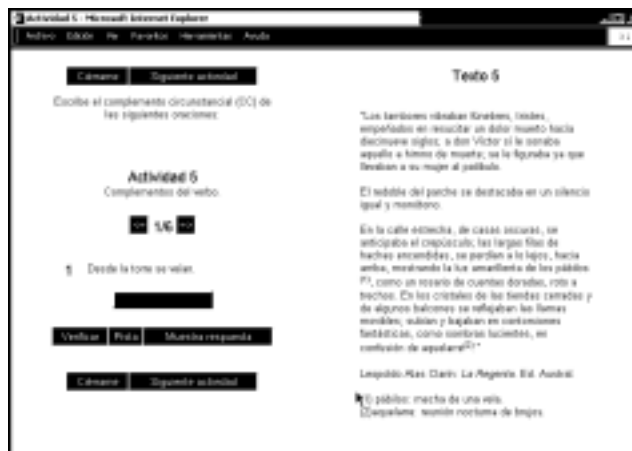 Actividad 5 - Microsoft Internet Explorer
Archivo Edición Ver Favoritos Herramientas Ayuda
Cerrar Siguiente actividad
Escribe el complemento circunstancial (CC) de
las siguientes oraciones:
Actividad 5
Complementos del verbo.
1/6
1 Desde la torre se veían.
Verificar Pista Muestra respuesta
Siguiente actividad
Texto 5
"Los tambores vibraban fúnebres, tristes,
empeñados en resucitar un dolor muerto hacía
diecinueve siglos, a don Víctor sí le sonaba
aquello a himno de muerte; se le figuraba ya que
llevaban a su mujer al patíbulo.
El redoble del parche se destacaba en un silencio
igual y monótono.
En la calle estrecha, de casas oscuras, se
anticipaba el crepúsculo; las largas filas de
hachas encendidas, se perdían a lo lejos, hacia
arriba, mostrando la luz amarillenta de los pábilos
(1), como un rosario de cuentas doradas, roto a
trechos. En los cristales de las tiendas cerradas y
de algunos balcones se reflejaban las llamas
movibles, subían y bajaban en contorsiones
fantásticas, como sombras lucientes, en
confusión de aquelarre(2)."
Leopoldo Alas Clarín: La Regenta. Ed. Austral
(1) pábilos: mecha de una vela.
(2) aquelarre: reunión nocturna de brujos.